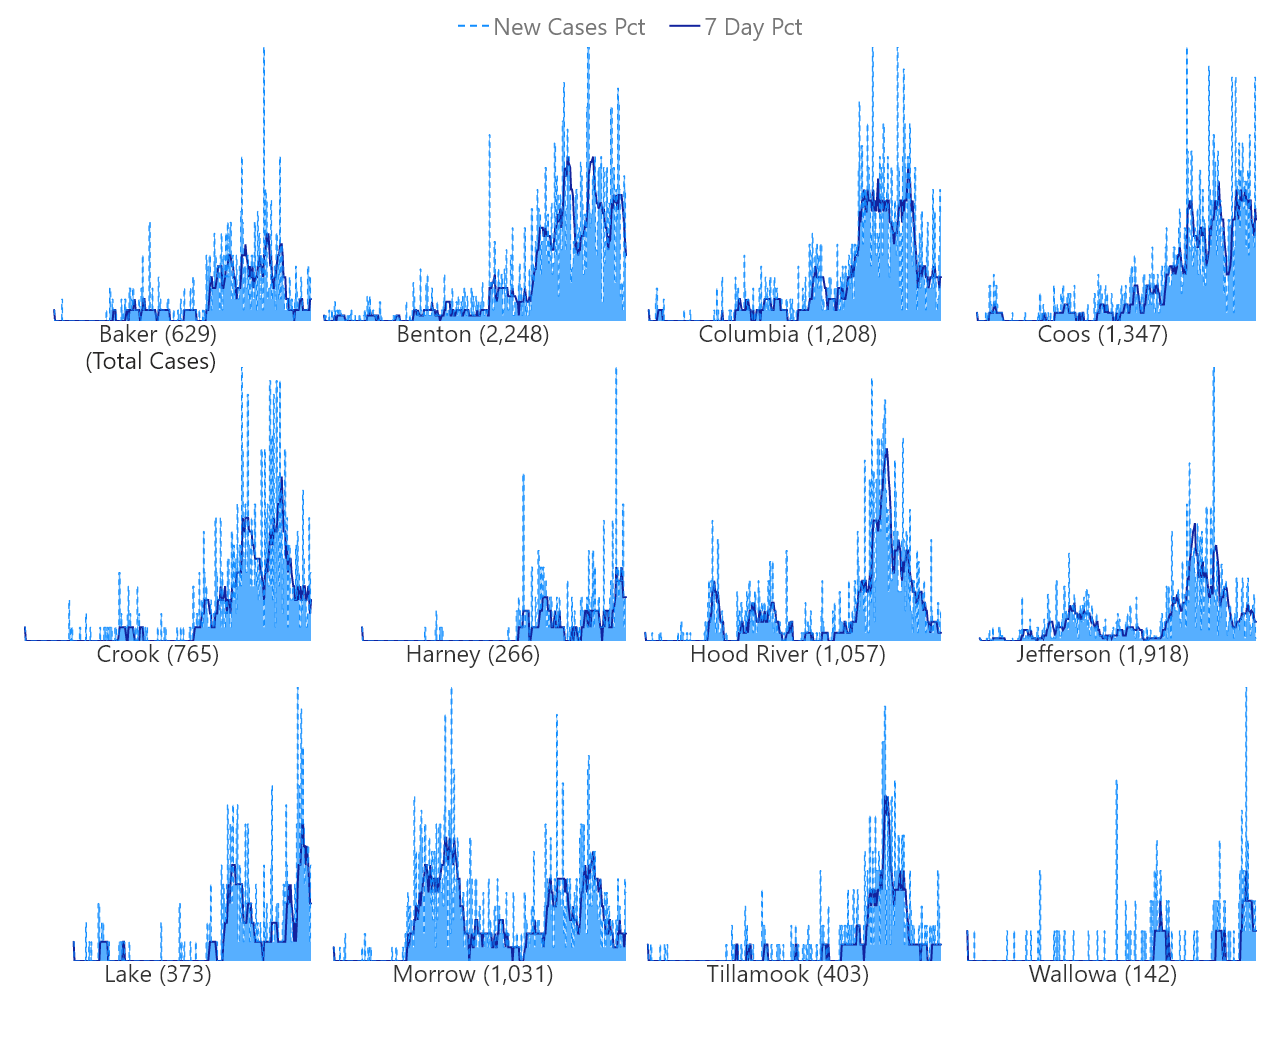 New Cases Pct 7 Day Pct
Baker (629) Benton (2,248) Columbia (1,208) Coos (1,347)
(Total Cases)
Crook (765) Harney (266) Hood River (1,057) Jefferson (1,918)
Lake (373) Morrow (1,031) Tillamook (403) Wallowa (142)